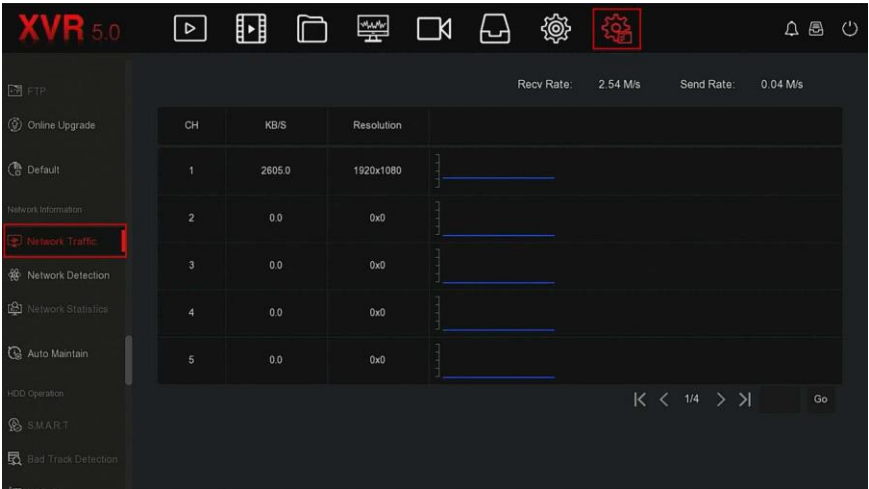 XVR 5.0
Recv Rate: 2.54 M/s Send Rate: 0.04 M/s
FTP
Online Upgrade
Default
Network Information
Network Traffic
Network Detection
Network Statistics
Auto Maintain
HDD Operation
S.M.A.R.T
Bad Track Detection
CH KB/S Resolution
1 2605.0 1920x1080
2 0.0 0x0
3 0.0 0x0
4 0.0 0x0
5 0.0 0x0
1/4 Go